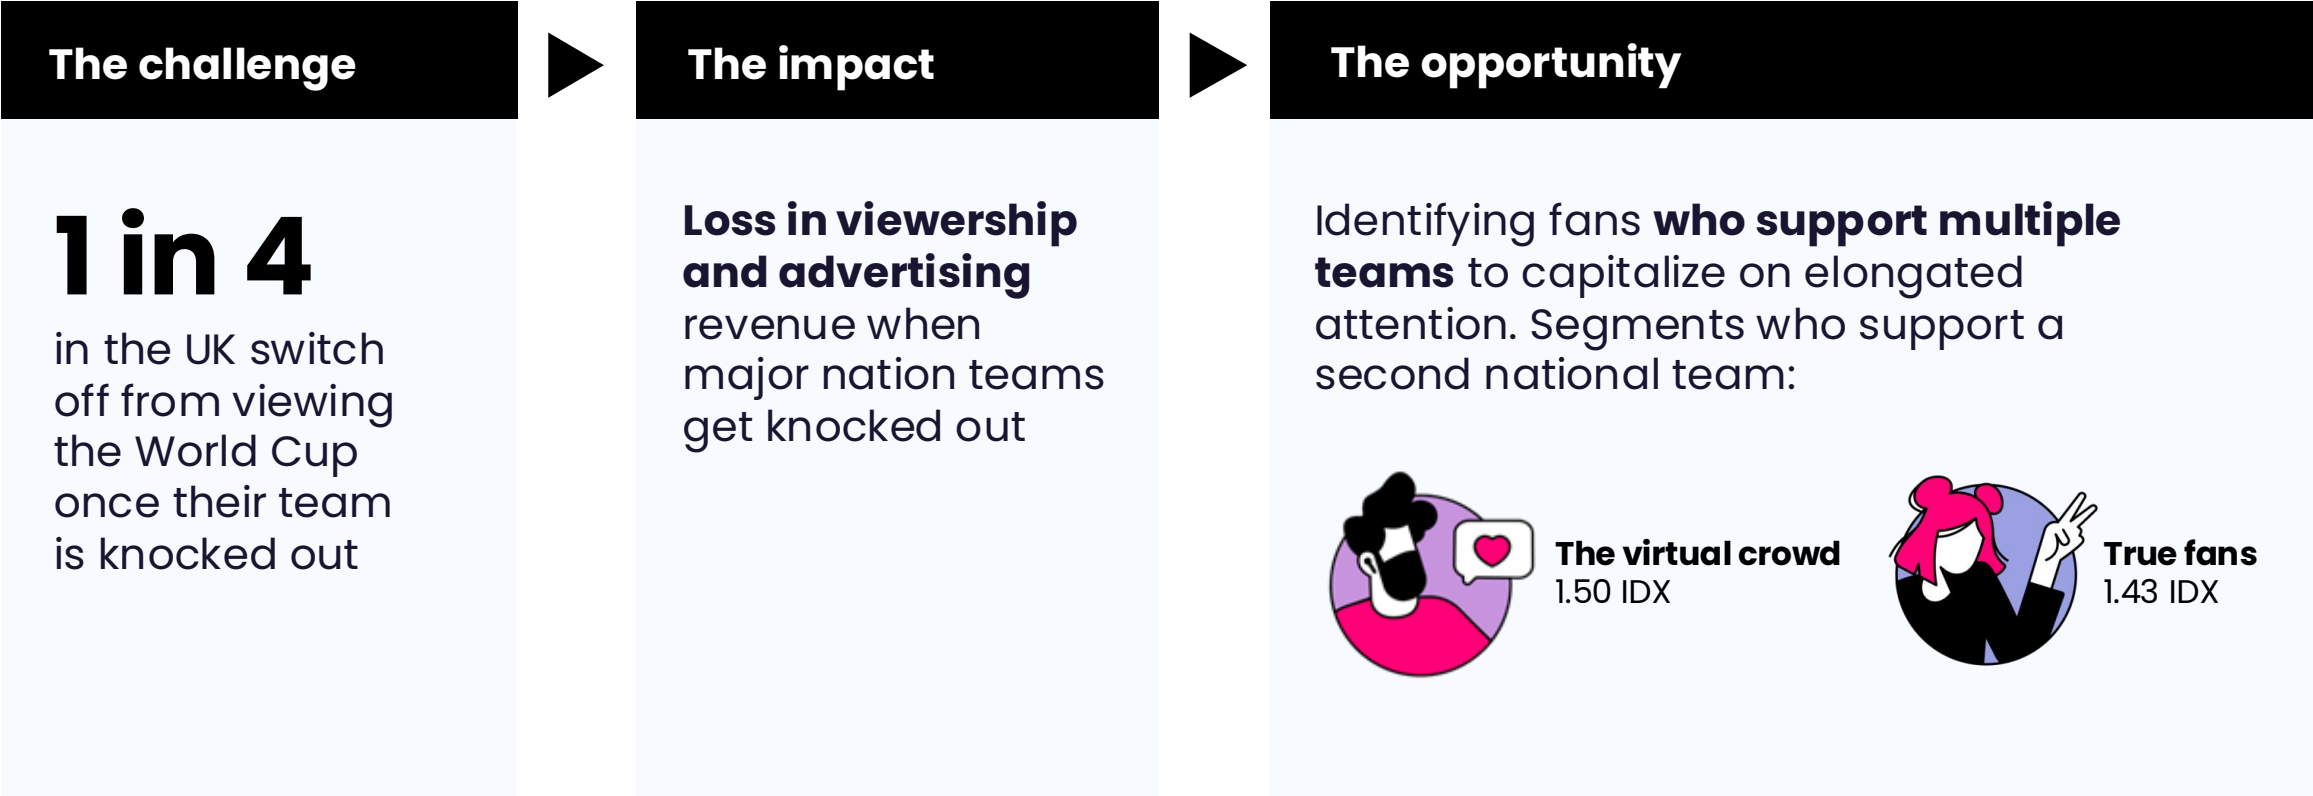 The challenge
1 in 4
in the UK switch
off from viewing
the World Cup
once their team
is knocked out
The impact
Loss in viewership
and advertising
revenue when
major nation teams
get knocked out
The opportunity
Identifying fans who support multiple
teams to capitalize on elongated
attention. Segments who support a
second national team:
The virtual crowd
1.50 IDX
True fans
1.43 IDX